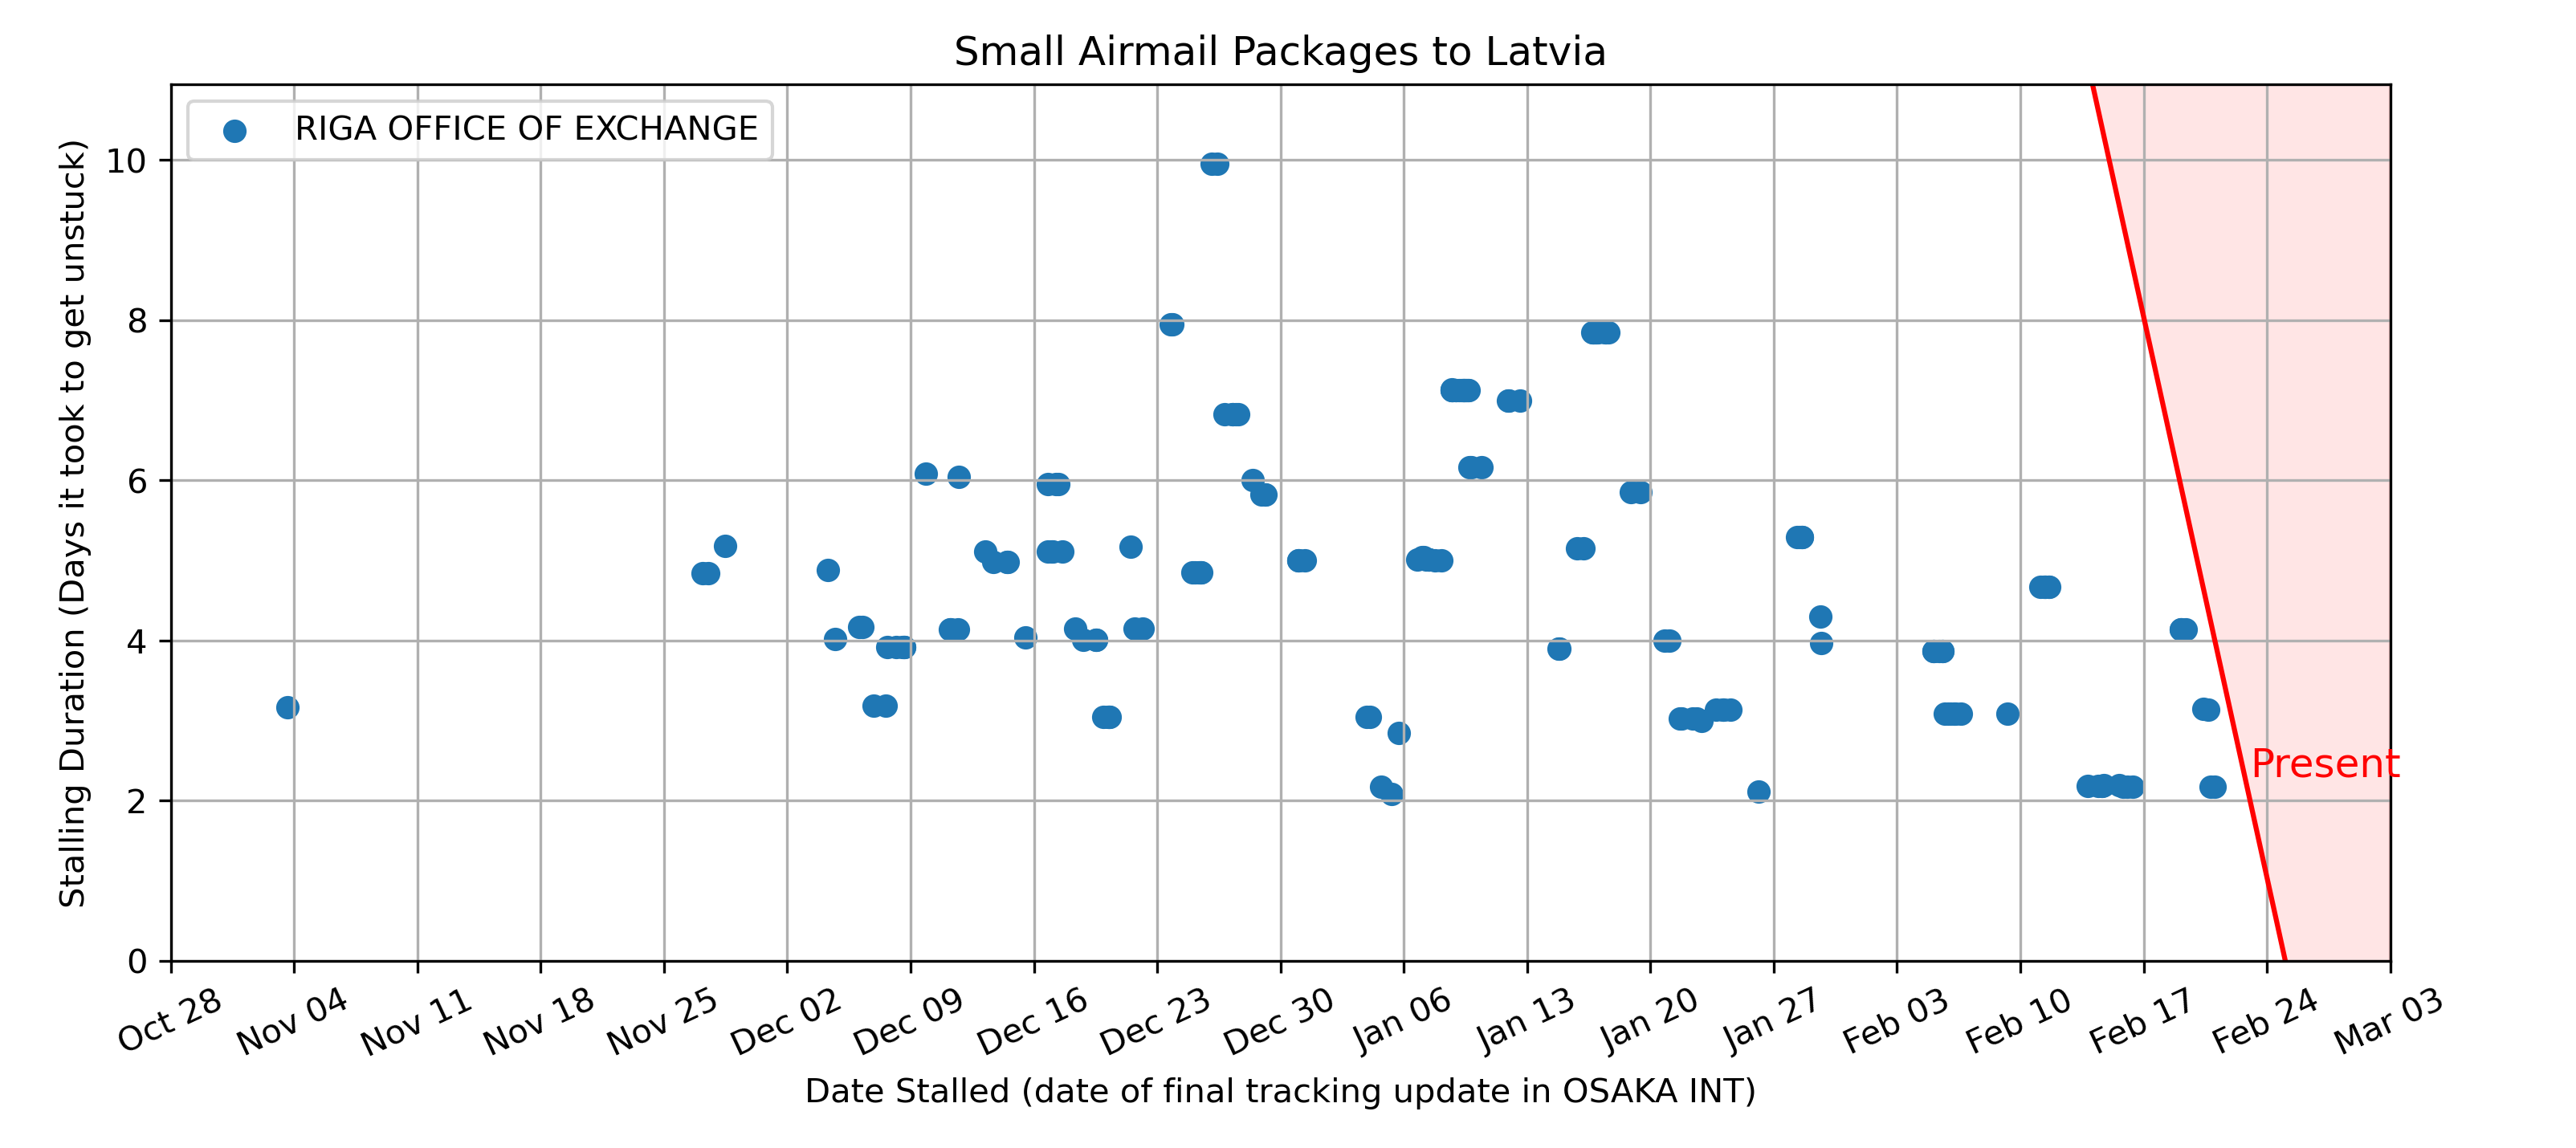 Small Airmail Packages to Latvia
RIGA OFFICE OF EXCHANGE
Stalling Duration (Days it took to get unstuck)
10
8
6
4
2
0
Present
Oct 28 Nov 04 Nov 11 Nov 18 Nov 25 Dec 02 Dec 09 Dec 16 Dec 23 Dec 30 Jan 06 Jan 13 Jan 20 Jan 27 Feb 03 Feb 10 Feb 17 Feb 24 Mar 03
Date Stalled (date of final tracking update in OSAKA INT)